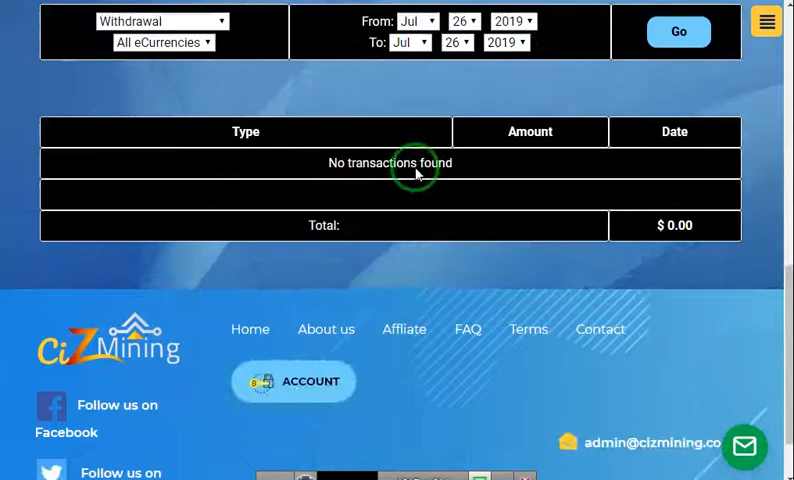 Withdrawal
All eCurrencies
From: Jul 26 2019
To: Jul 26 2019
Go
Type Amount Date
No transactions found
Total: $ 0.00
CiZ Mining
Home About us Affliate FAQ Terms Contact
ACCOUNT
Follow us on
Facebook
admin@cizmining.co
Follow us on